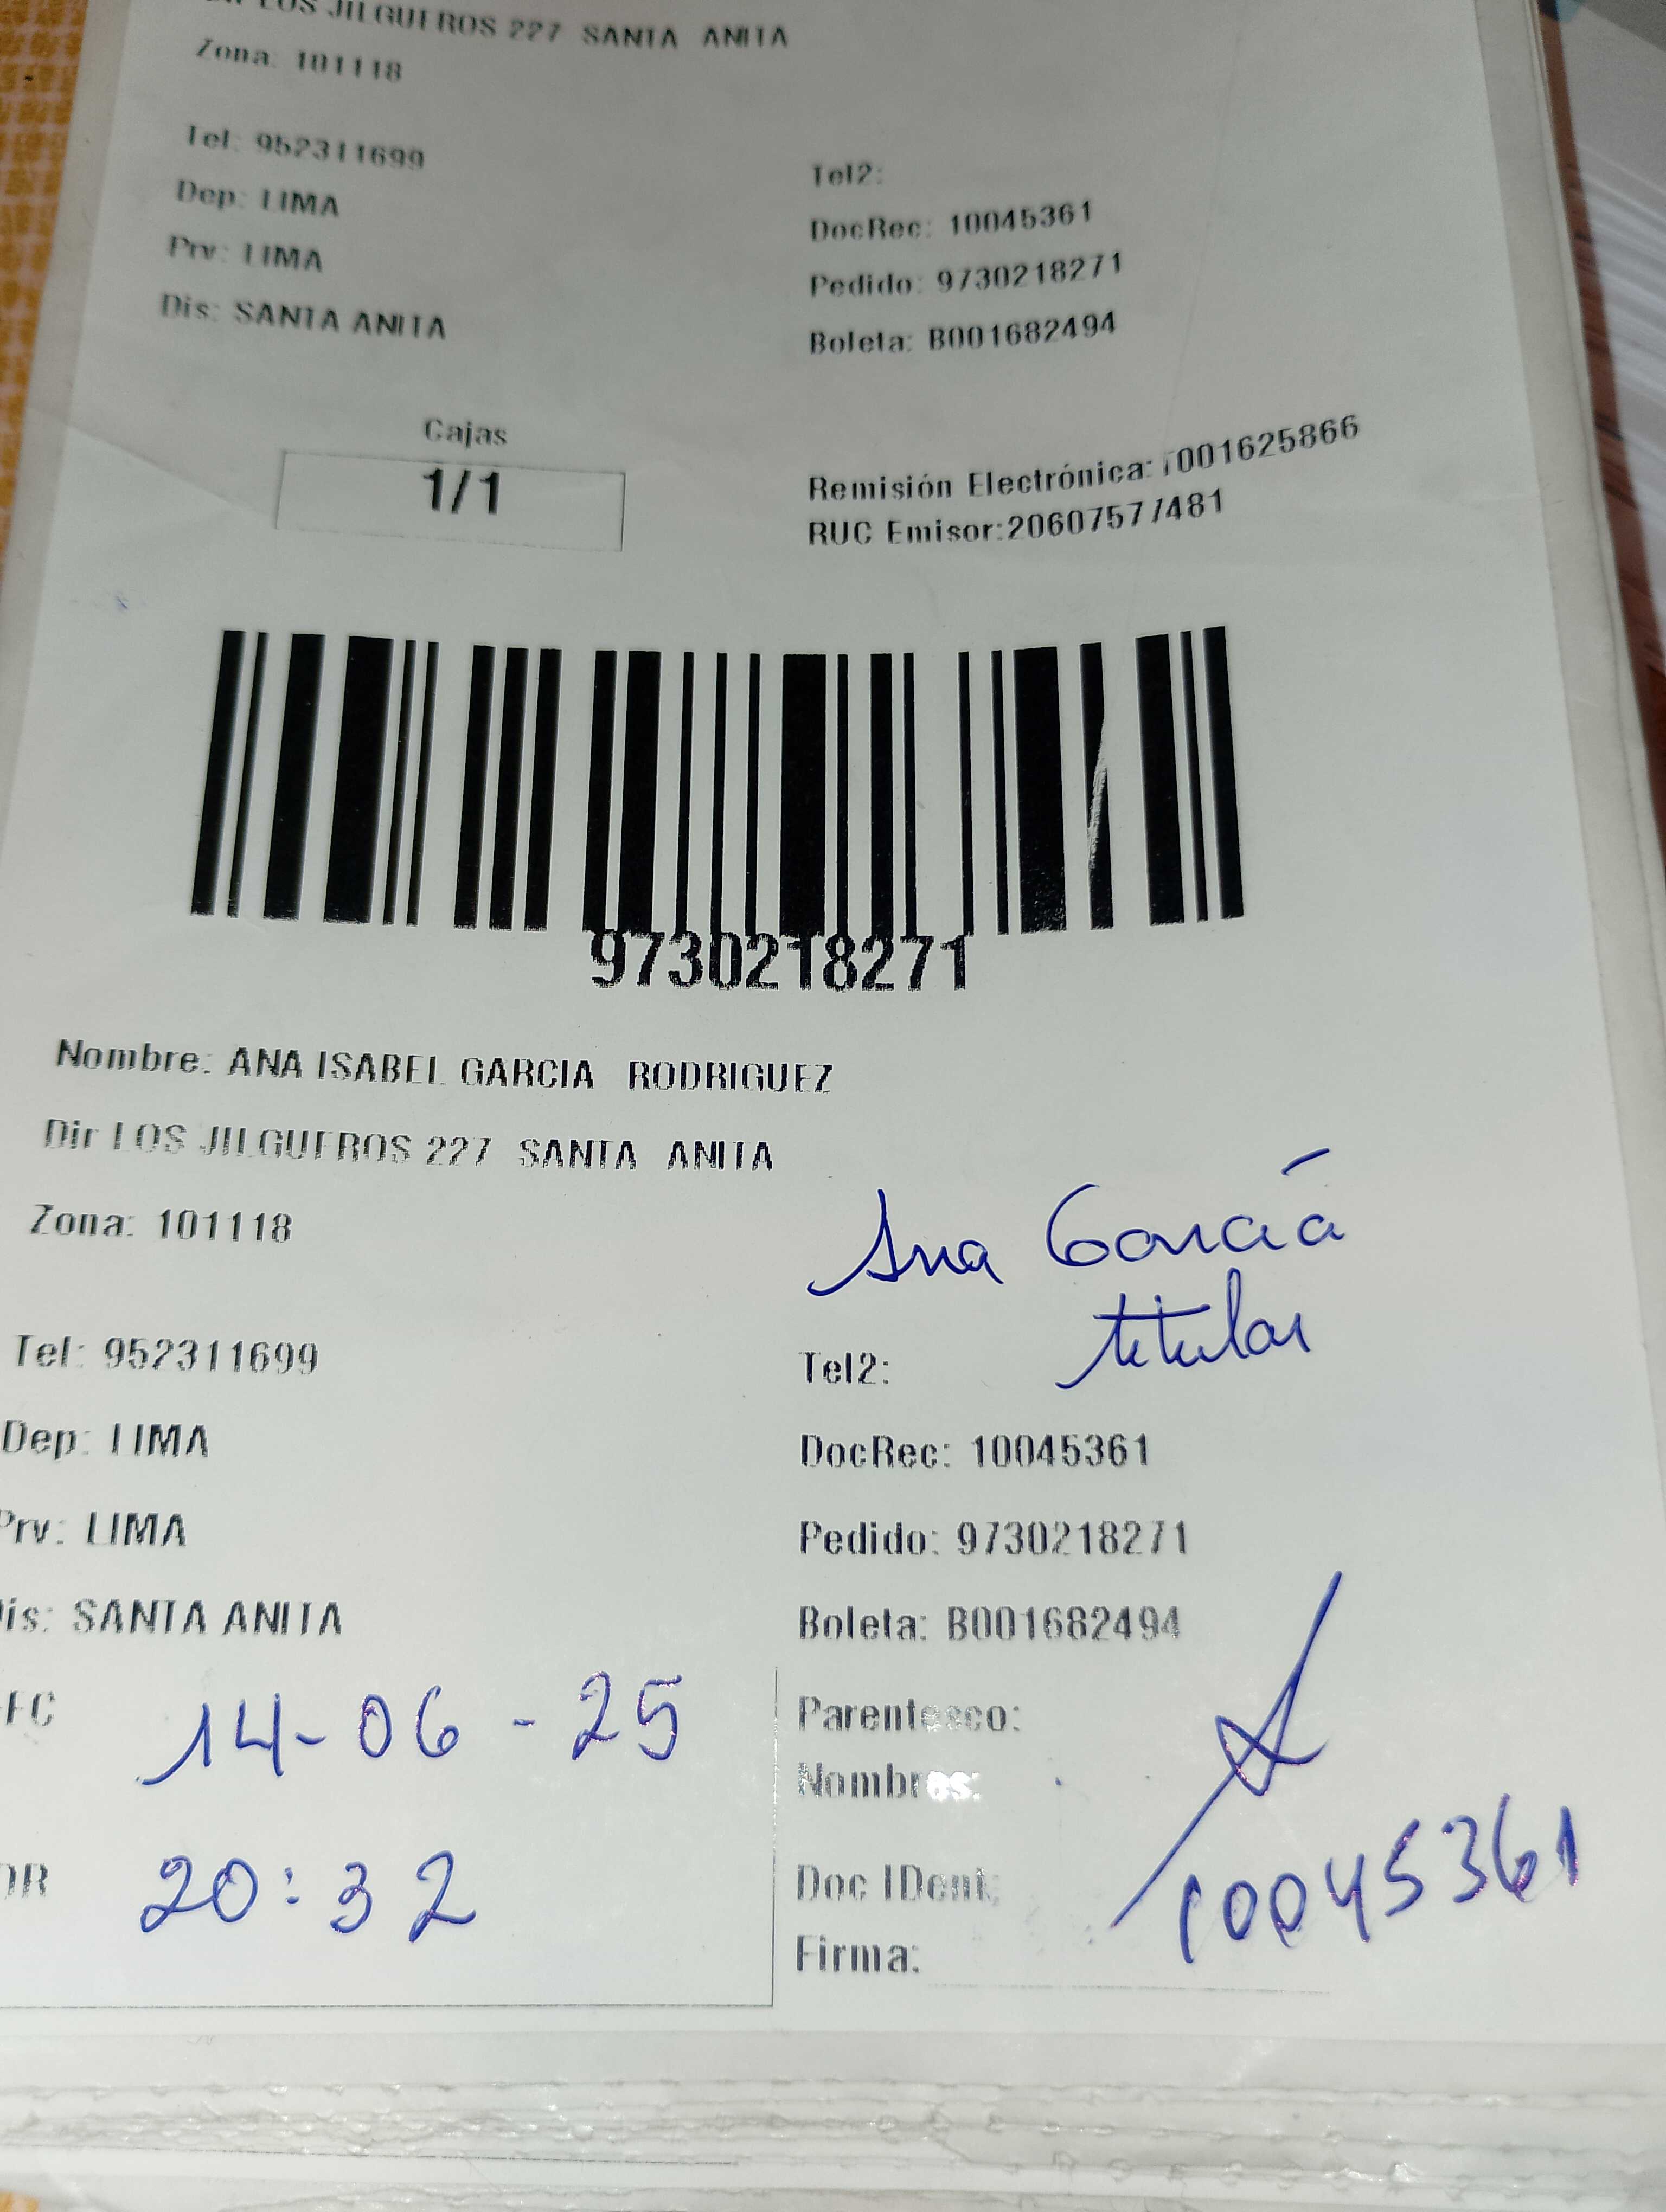 LOS JILGUEROS 227 SANTA ANITA
Zona: 101118
Tel: 952311699
Tel2:
Dep: LIMA
DocRec: 10045361
Prv: LIMA
Pedido: 9730218271
Dis: SANTA ANITA
Boleta: B001682494
Cajas
1/1
Remisión Electrónica: T001625866
RUC Emisor:20607577481
9730218271
Nombre: ANA ISABEL GARCIA RODRIGUEZ
Dir LOS JILGUEROS 227 SANTA ANITA
Zona: 101118
Ana García
titular
Tel: 952311699
Tel2:
Dep: LIMA
DocRec: 10045361
Prv: LIMA
Pedido: 9730218271
Dis: SANTA ANITA
Boleta: B001682494
FC 14-06-25
Parentesco:
Nombres:
OR 20:32
Doc IDent;
10045361
Firma: